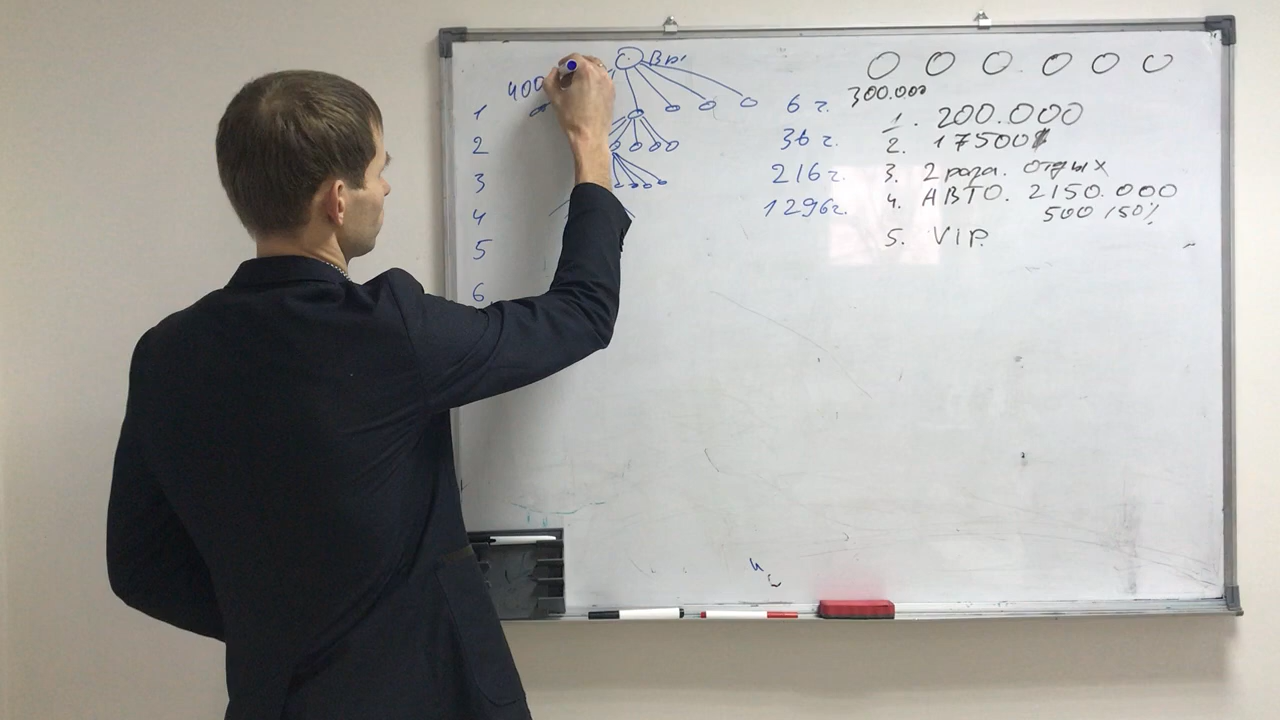 Вы
400
1 6 г.
2 36 г.
3 216 г.
4 1296 г.
5
6
300.000
1. 200.000
2. 17500
3. 2 раза. отдых
4. АВТО. 2150.000
500 150%
5. VIP.